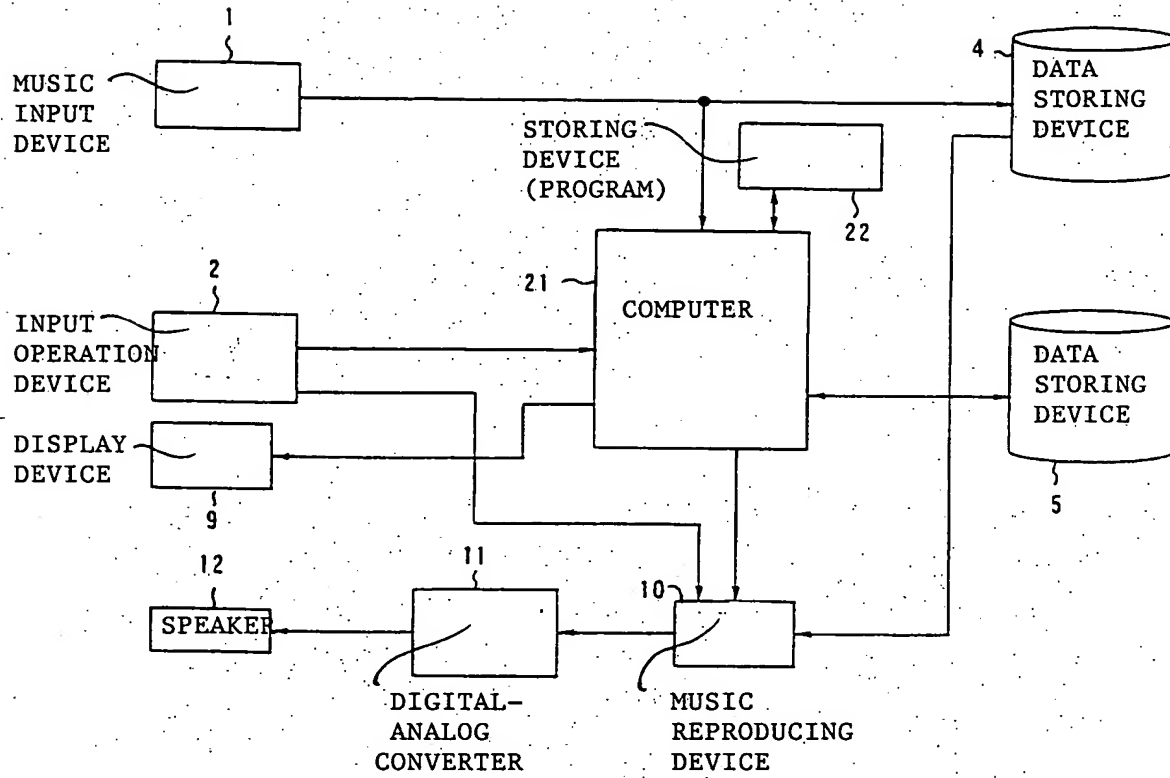 1
MUSIC
INPUT
DEVICE
4
DATA
STORING
DEVICE
STORING
DEVICE
(PROGRAM)
22
2
INPUT
OPERATION
DEVICE
21
COMPUTER
DATA
STORING
DEVICE
5
DISPLAY
DEVICE
9
12
SPEAKER
11
DIGITAL-
ANALOG
CONVERTER
10
MUSIC
REPRODUCING
DEVICE